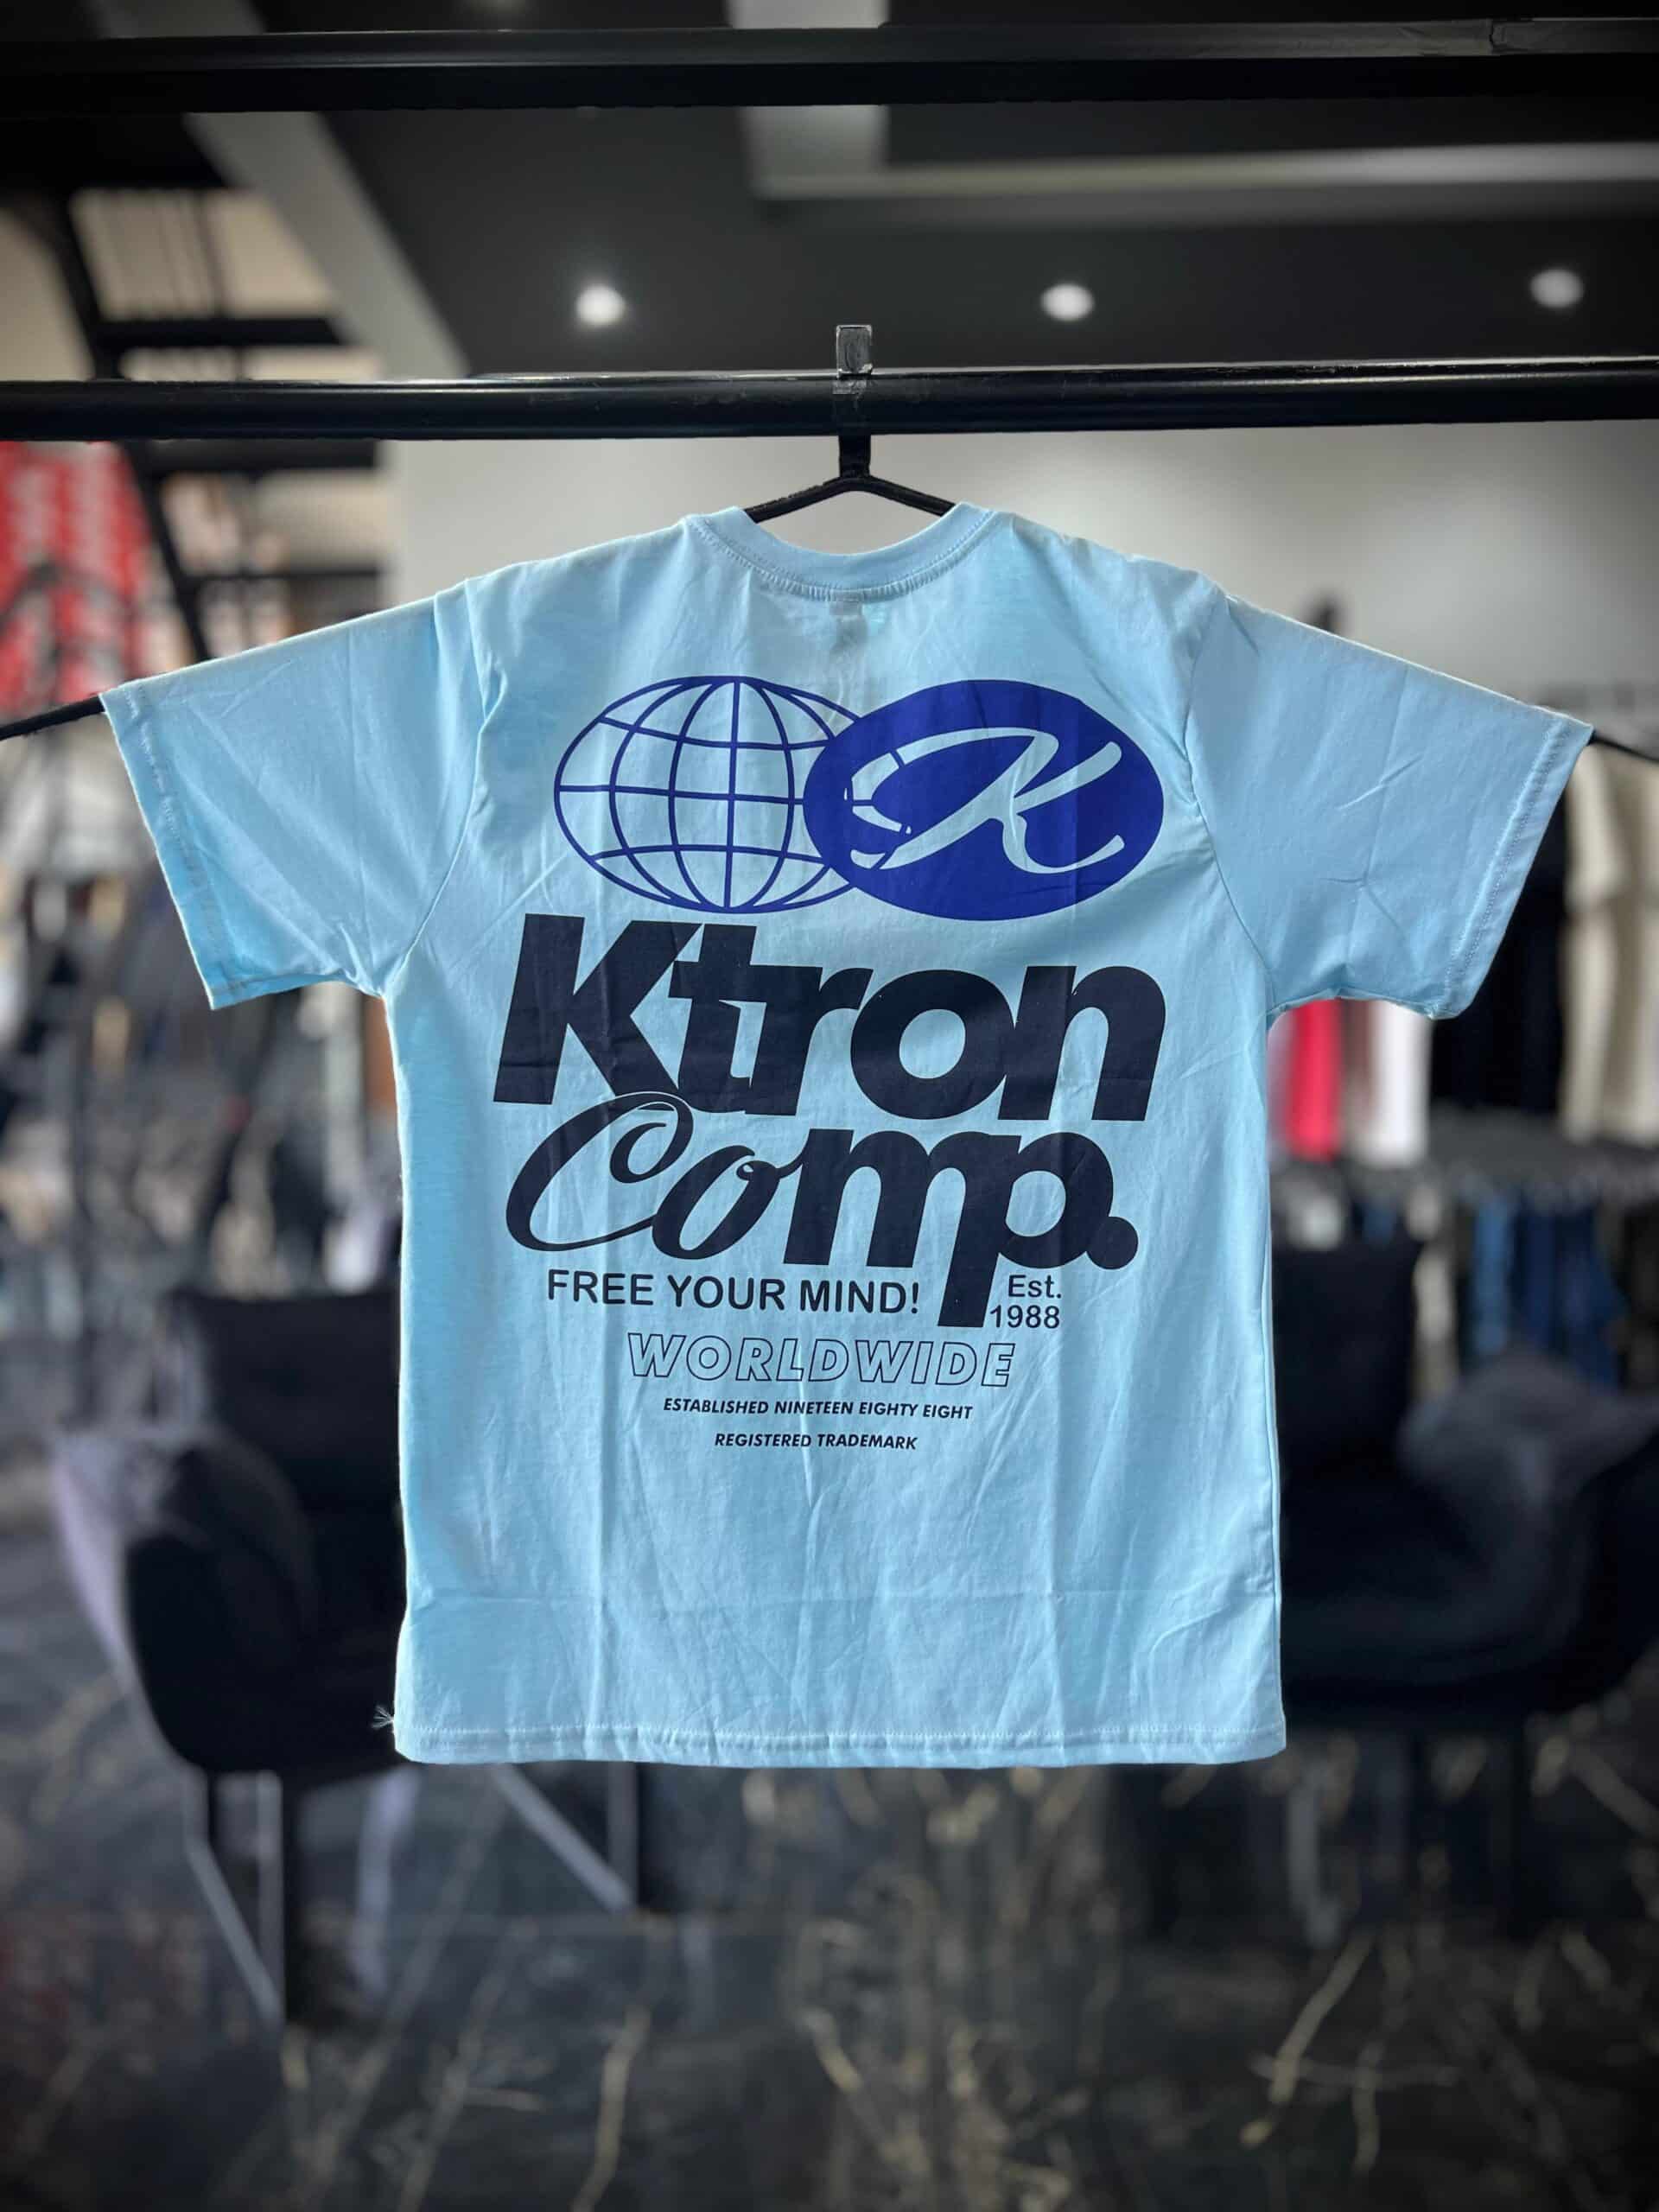 K
Ktron
Comp.
FREE YOUR MIND!
Est.
1988
WORLDWIDE
ESTABLISHED NINETEEN EIGHTY EIGHT
REGISTERED TRADEMARK